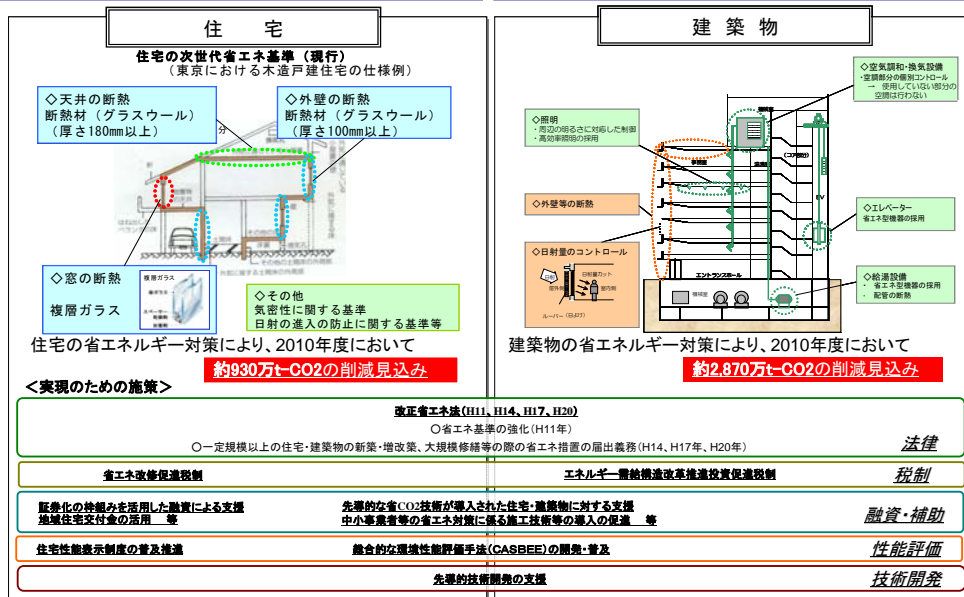 住　宅
住宅の次世代省エネ基準（現行）
（東京における木造戸建住宅の仕様例）
◇天井の断熱
断熱材（グラスウール）
（厚さ180mm以上）
◇外壁の断熱
断熱材（グラスウール）
（厚さ100mm以上）
分
◇窓の断熱
複層ガラス
複層ガラス
◇その他
気密性に関する基準
日射の進入の防止に関する基準等
住宅の省エネルギー対策により、2010年度において
約930万t-CO2の削減見込み
建 築 物
◇空気調和・換気設備
・空調部分の個別コントロール
→ 使用していない部分の
空調は行わない
◇照明
・周辺の明るさに対応した制御
・高効率照明の採用
◇外壁等の断熱
◇日射量のコントロール
日射
日射量カット
室外側
室内側
機械室
事務室
EV
エントランスホール
機械室
◇エレベーター
省エネ型機器の採用
◇給湯設備
・ 省エネ型機器の採用
・ 配管の断熱
建築物の省エネルギー対策により、2010年度において
約2,870万t-CO2の削減見込み
＜実現のための施策＞
改正省エネ法(H11、H14、H17、H20)
○省エネ基準の強化(H11年)
○一定規模以上の住宅・建築物の新築・増改築、大規模修繕等の際の省エネ措置の届出義務(H14、H17年、H20年)
法律
省エネ改修促進税制
エネルギー需給構造改革推進投資促進税制
税制
証券化の枠組みを活用した融資による支援
地域住宅交付金の活用　等
先導的な省CO2技術が導入された住宅・建築物に対する支援
中小事業者等の省エネ対策に係る施工技術等の導入の促進　等
融資・補助
住宅性能表示制度の普及推進
総合的な環境性能評価手法(CASBEE)の開発・普及
性能評価
先導的技術開発の支援
技術開発